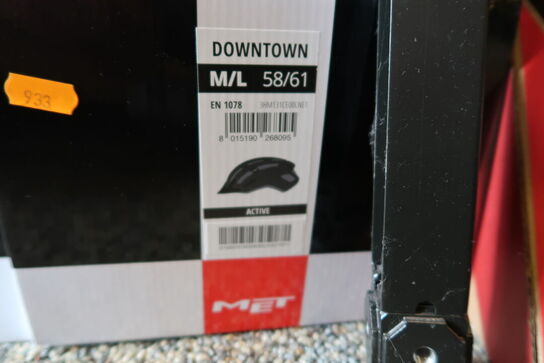 933
DOWNTOWN
M/L 58/61
EN 1078
8 015190 268095
ACTIVE
MET